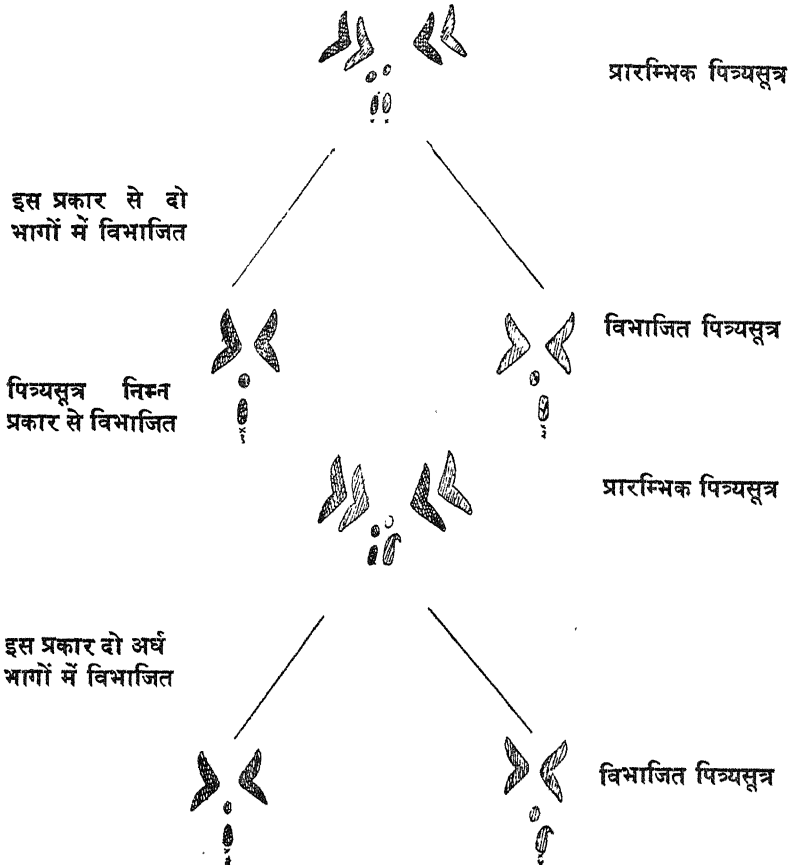 प्रारम्भिक पित्र्यसूत्र
इस प्रकार से दो
भागों में विभाजित
विभाजित पित्र्यसूत्र
पित्र्यसूत्र निम्न
प्रकार से विभाजित
प्रारम्भिक पित्र्यसूत्र
इस प्रकार दो अर्ध
भागों में विभाजित
विभाजित पित्र्यसूत्र